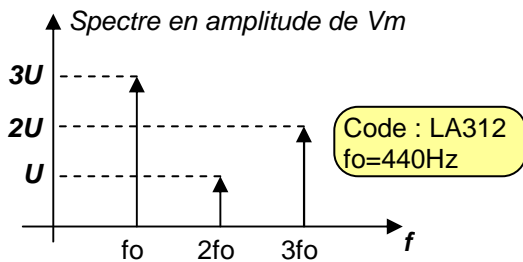 Spectre en amplitude de Vm
3U
2U
U
Code : LA312
fo=440Hz
fo 2fo 3fo f